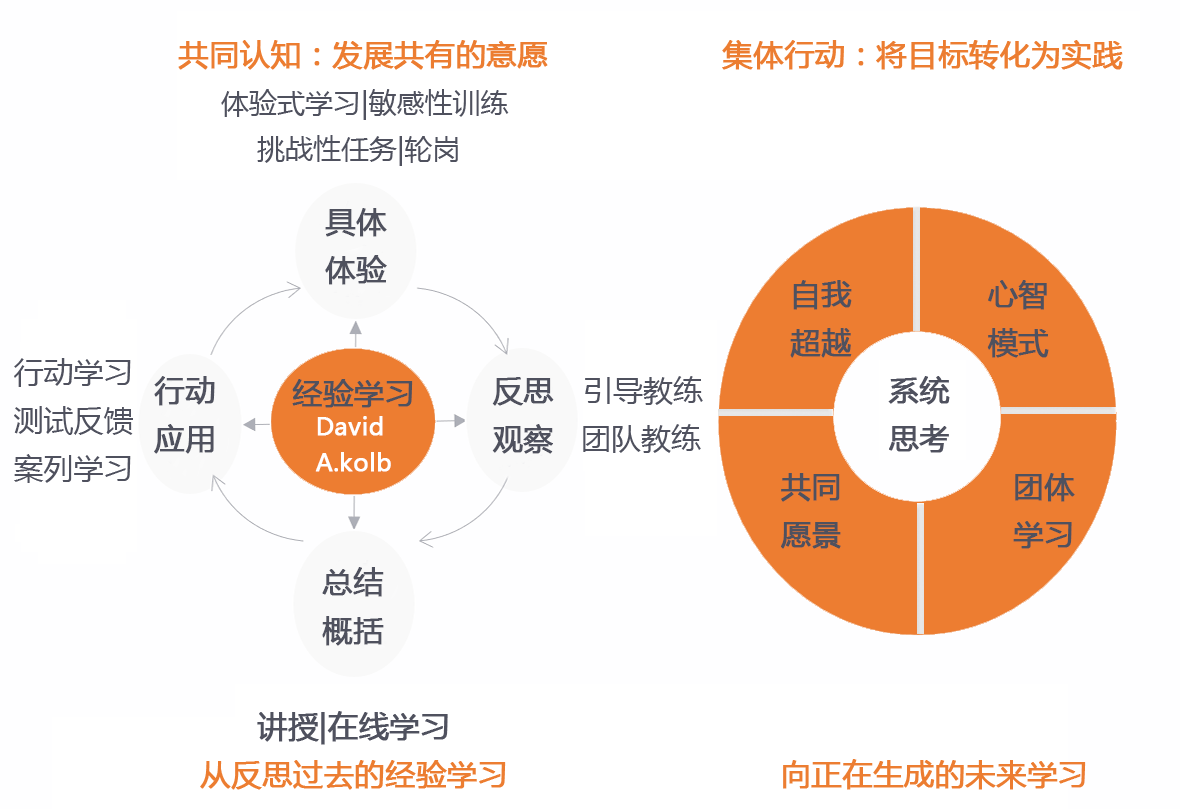 共同认知：发展共有的意愿
体验式学习|敏感性训练
挑战性任务|轮岗
具体
体验
行动学习
测试反馈
案列学习
行动
应用
经验学习
David
A.kolb
反思
观察
引导教练
团队教练
总结
概括
讲授|在线学习
从反思过去的经验学习
集体行动：将目标转化为实践
自我
超越
心智
模式
系统
思考
共同
愿景
团体
学习
向正在生成的未来学习